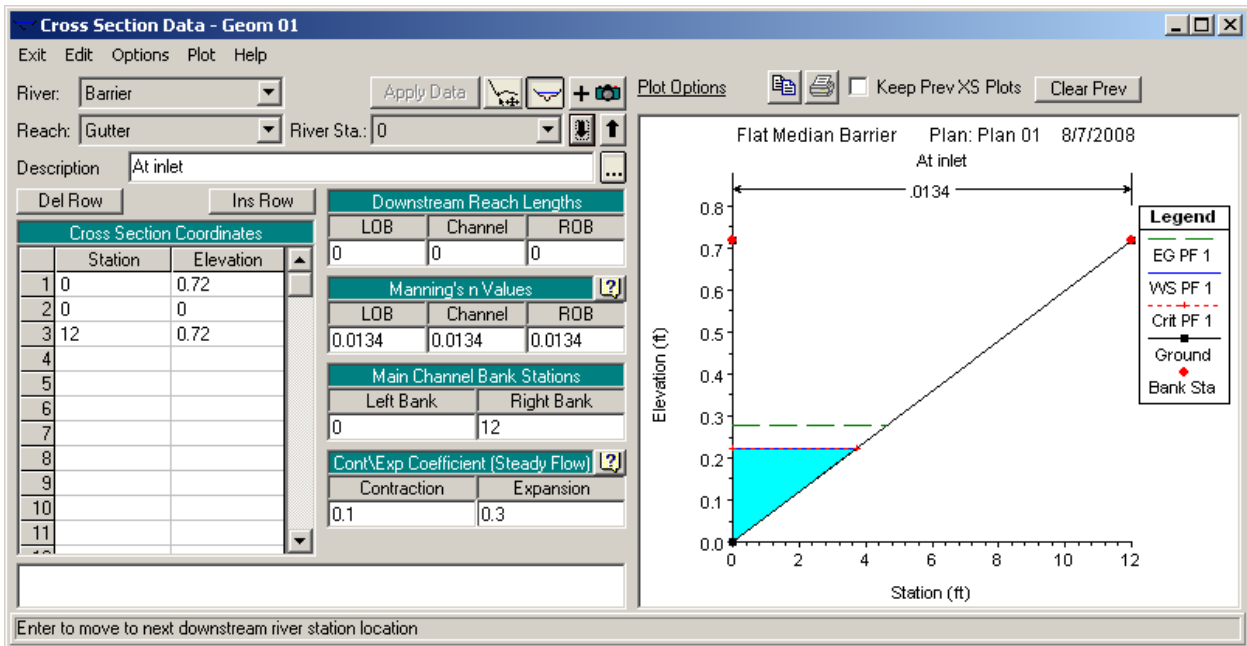 Cross Section Data - Geom 01
Exit Edit Options Plot Help
River: Barrier Apply Data
Reach: Gutter River Sta.: 0
Description At inlet ...
Del Row Ins Row
Cross Section Coordinates
Station Elevation
1 0 0.72
2 0 0
3 12 0.72
4
5
6
7
8
9
10
11
Downstream Reach Lengths
LOB Channel ROB
0 0 0
Manning's n Values
LOB Channel ROB
0.0134 0.0134 0.0134
Main Channel Bank Stations
Left Bank Right Bank
0 12
Cont\Exp Coefficient (Steady Flow)
Contraction Expansion
0.1 0.3
Plot Options Keep Prev XS Plots Clear Prev
Flat Median Barrier Plan: Plan 01 8/7/2008
At inlet
.0134
0.8
0.7
0.6
0.5
0.4
0.3
0.2
0.1
0.0
Elevation (ft)
0 2 4 6 8 10 12
Station (ft)
Legend
EG PF 1
WS PF 1
Crit PF 1
Ground
Bank Sta
Enter to move to next downstream river station location